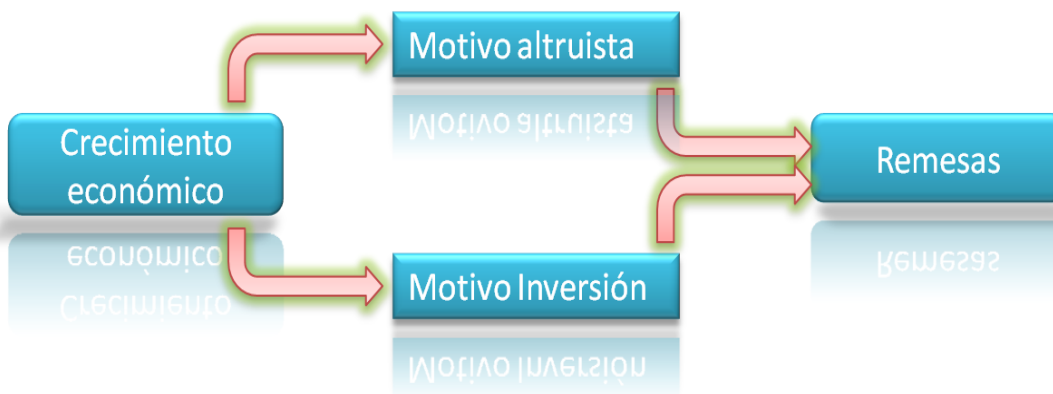 Motivo altruista
Crecimiento
económico
Remesas
Motivo Inversión